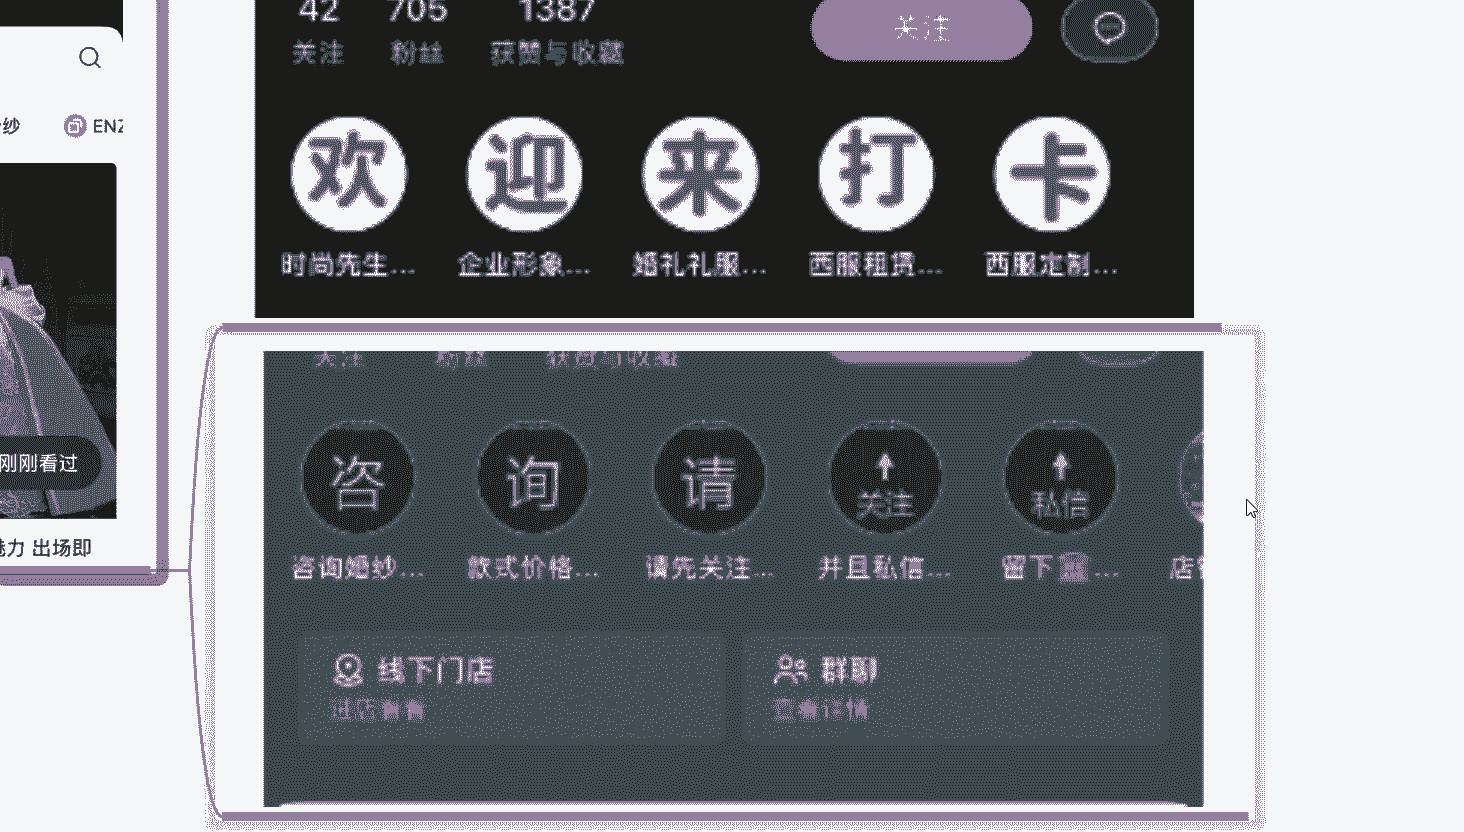 纱
ENZ
刚刚看过
力 出场即
42 705 1387
关注 粉丝 获赞与收藏
关注
欢 迎 来 打 卡
时尚先生... 企业形象... 婚礼礼服... 西服租赁... 西服定制...
关注 粉丝 获赞与收藏
咨 询 请 关注 私信
咨询婚纱... 款式价格... 请先关注... 并且私信... 留下 ... 店
线下门店 群聊
进店看看 查看详情